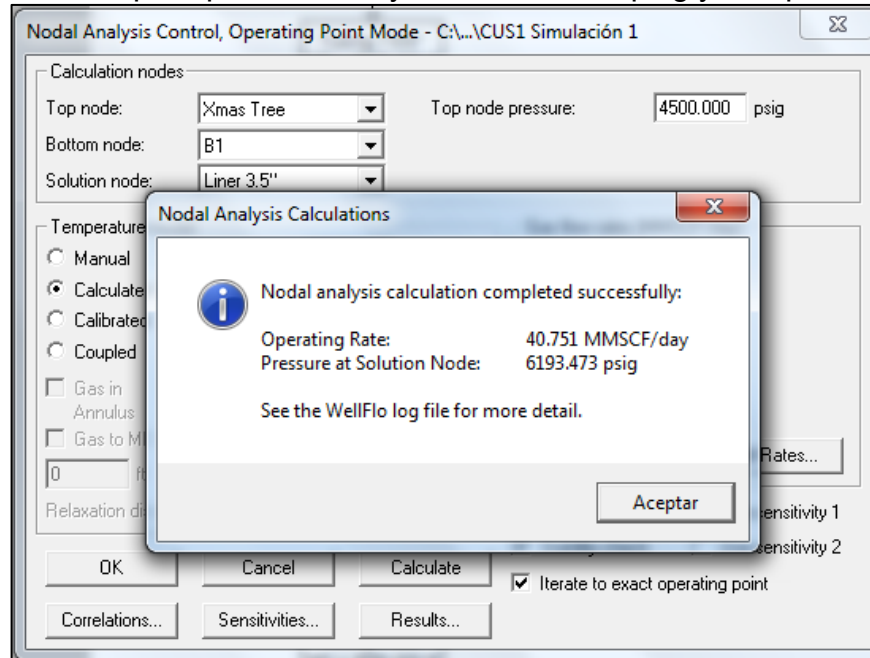 Nodal Analysis Control, Operating Point Mode - C:\...\CUS1 Simulación 1
Calculation nodes
Top node: Xmas Tree Top node pressure: 4500.000 psig
Bottom node: B1
Solution node: Liner 3.5''
Nodal Analysis Calculations
Temperature
Manual
Calculate
Calibrated
Coupled
Gas in
Annulus
Gas to
0
Relaxation
Nodal analysis calculation completed successfully:
Operating Rate: 40.751 MMSCF/day
Pressure at Solution Node: 6193.473 psig
See the WellFlo log file for more detail.
Aceptar
Rates...
sensitivity 1
sensitivity 2
OK Cancel Calculate
Iterate to exact operating point
Correlations... Sensitivities... Results...